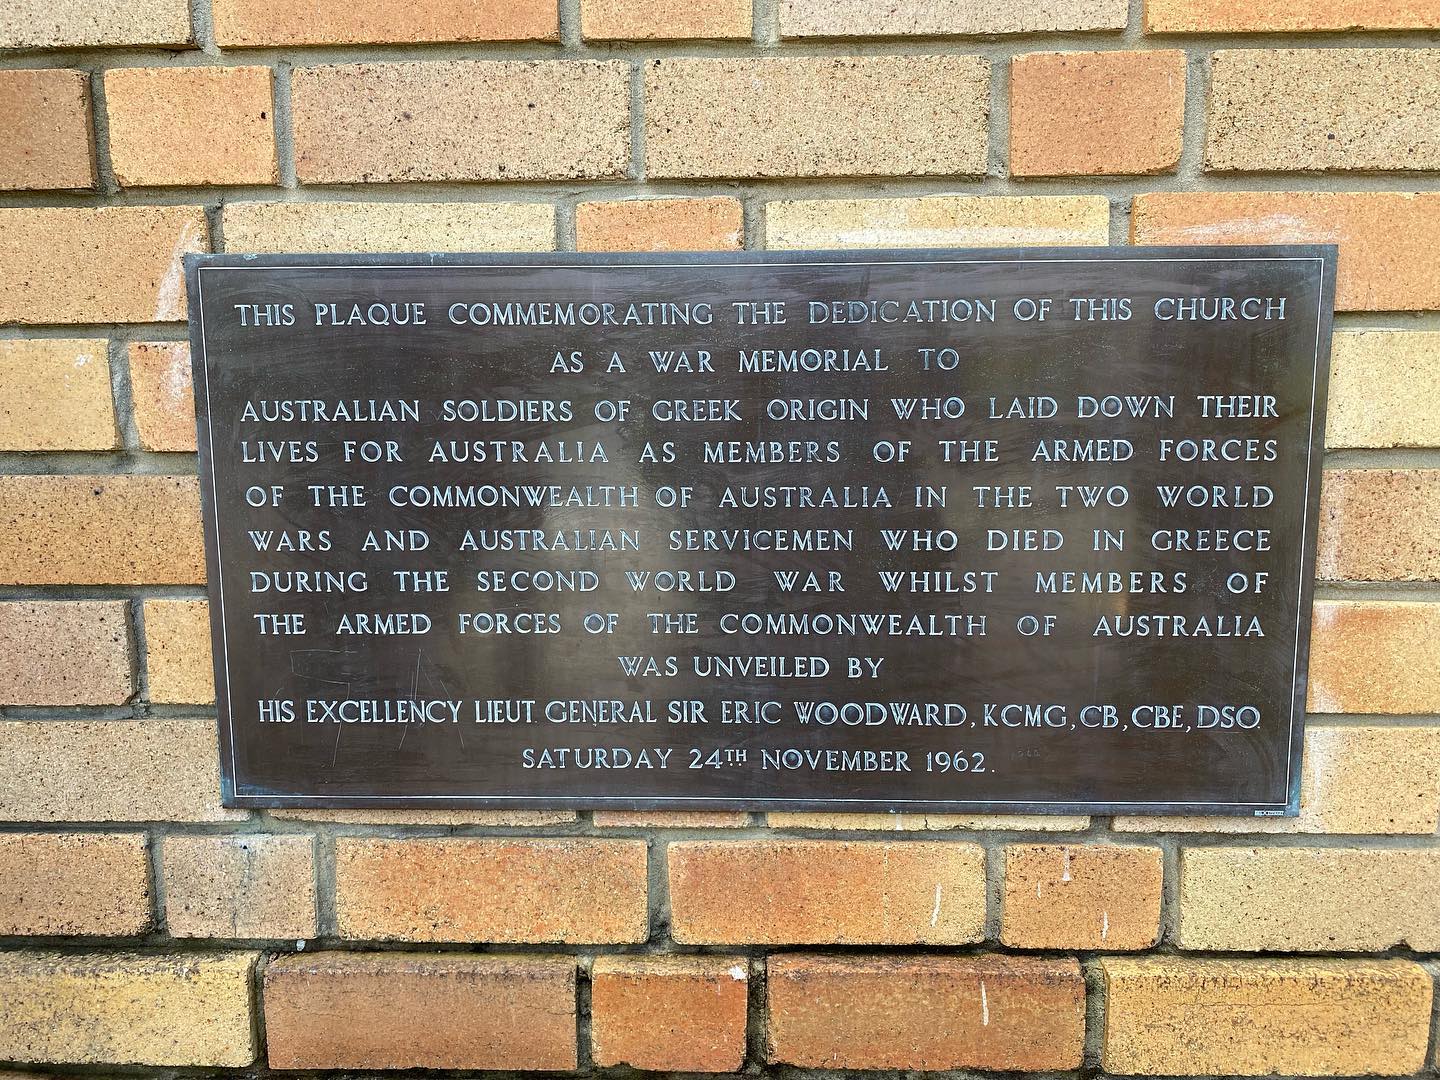 THIS PLAQUE COMMEMORATING THE DEDICATION OF THIS CHURCH
AS A WAR MEMORIAL TO
AUSTRALIAN SOLDIERS OF GREEK ORIGIN WHO LAID DOWN THEIR
LIVES FOR AUSTRALIA AS MEMBERS OF THE ARMED FORCES
OF THE COMMONWEALTH OF AUSTRALIA IN THE TWO WORLD
WARS AND AUSTRALIAN SERVICEMEN WHO DIED IN GREECE
DURING THE SECOND WORLD WAR WHILST MEMBERS OF
THE ARMED FORCES OF THE COMMONWEALTH OF AUSTRALIA
WAS UNVEILED BY
HIS EXCELLENCY LIEUT. GENERAL SIR ERIC WOODWARD, KCMG, CB, CBE, DSO.
SATURDAY 24TH NOVEMBER 1962.